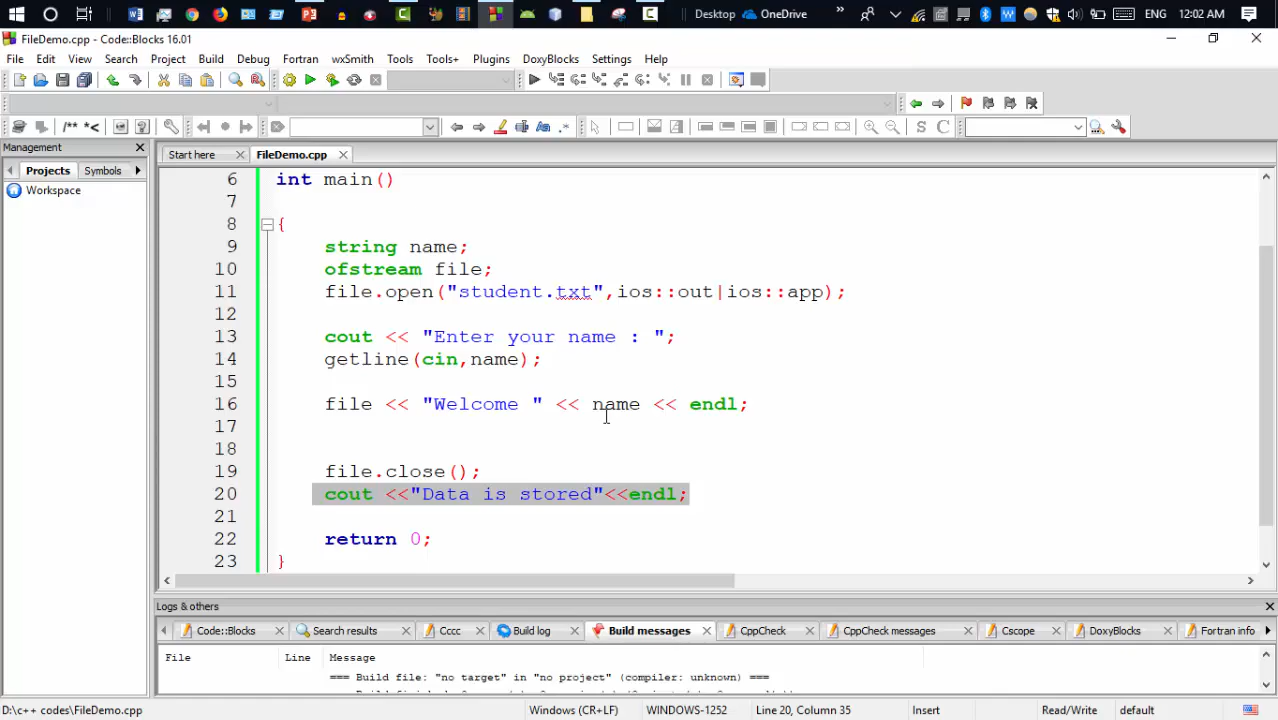 Desktop OneDrive » ENG 12:02 AM
FileDemo.cpp - Code::Blocks 16.01
File Edit View Search Project Build Debug Fortran wxSmith Tools Tools+ Plugins DoxyBlocks Settings Help
/** *< .* S C
Management
Projects Symbols
Workspace
Start here FileDemo.cpp
6 int main()
7
8 {
9 string name;
10 ofstream file;
11 file.open("student.txt",ios::out|ios::app);
12
13 cout << "Enter your name : ";
14 getline(cin,name);
15
16 file << "Welcome " << name << endl;
17
18
19 file.close();
20 cout <<"Data is stored"<<endl;
21
22 return 0;
23 }
Logs & others
Code::Blocks Search results Cccc Build log Build messages CppCheck CppCheck messages Cscope DoxyBlocks Fortran info
File Line Message
=== Build file: "no target" in "no project" (compiler: unknown) ===
D:\c++ codes\FileDemo.cpp Windows (CR+LF) WINDOWS-1252 Line 20, Column 35 Insert Read/Write default